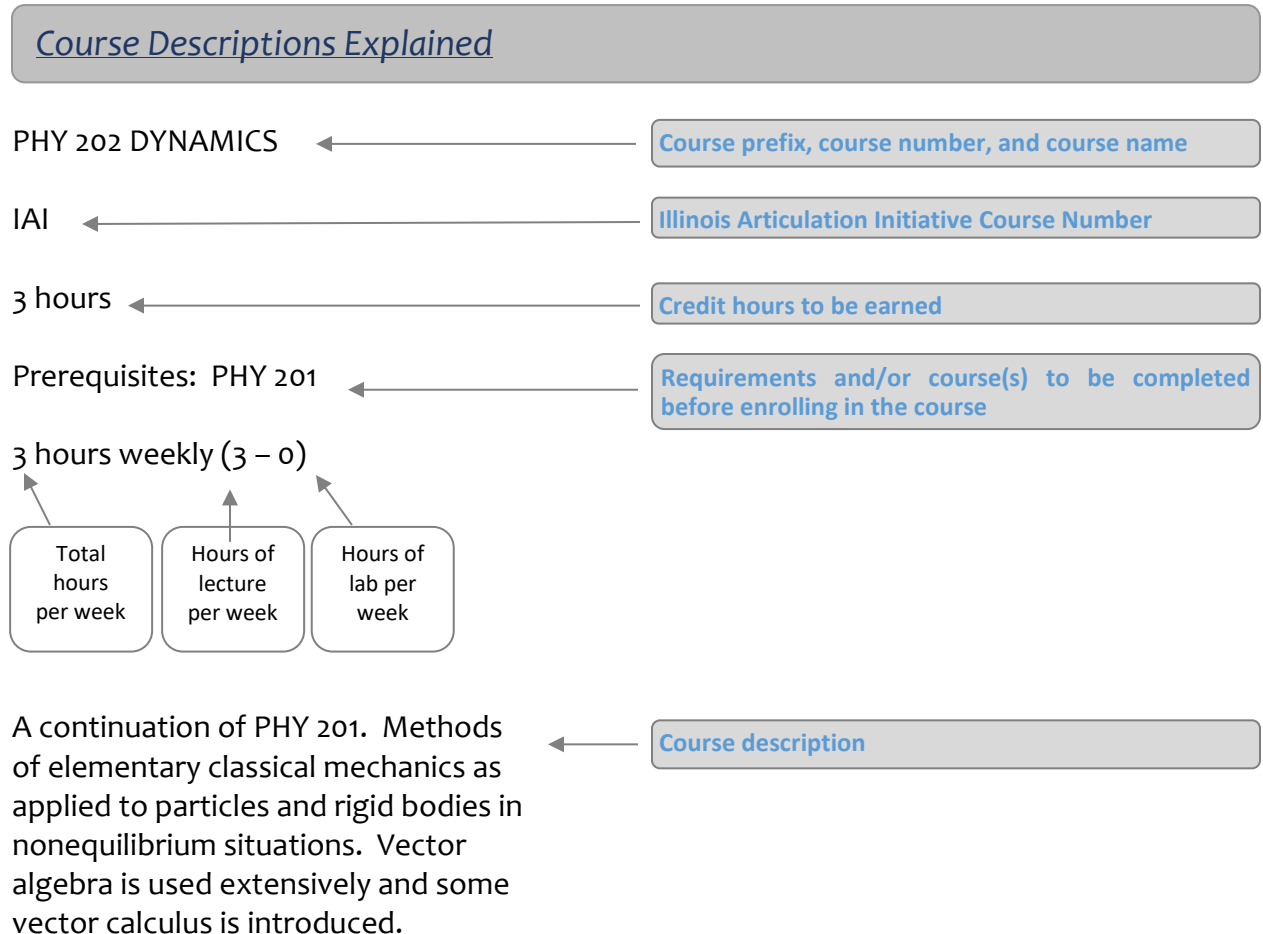 Course Descriptions Explained
PHY 202 DYNAMICS
Course prefix, course number, and course name
IAI
Illinois Articulation Initiative Course Number
3 hours
Credit hours to be earned
Prerequisites: PHY 201
Requirements and/or course(s) to be completed
before enrolling in the course
3 hours weekly (3 – 0)
Total
hours
per week
Hours of
lecture
per week
Hours of
lab per
week
A continuation of PHY 201. Methods
of elementary classical mechanics as
applied to particles and rigid bodies in
nonequilibrium situations. Vector
algebra is used extensively and some
vector calculus is introduced.
Course description